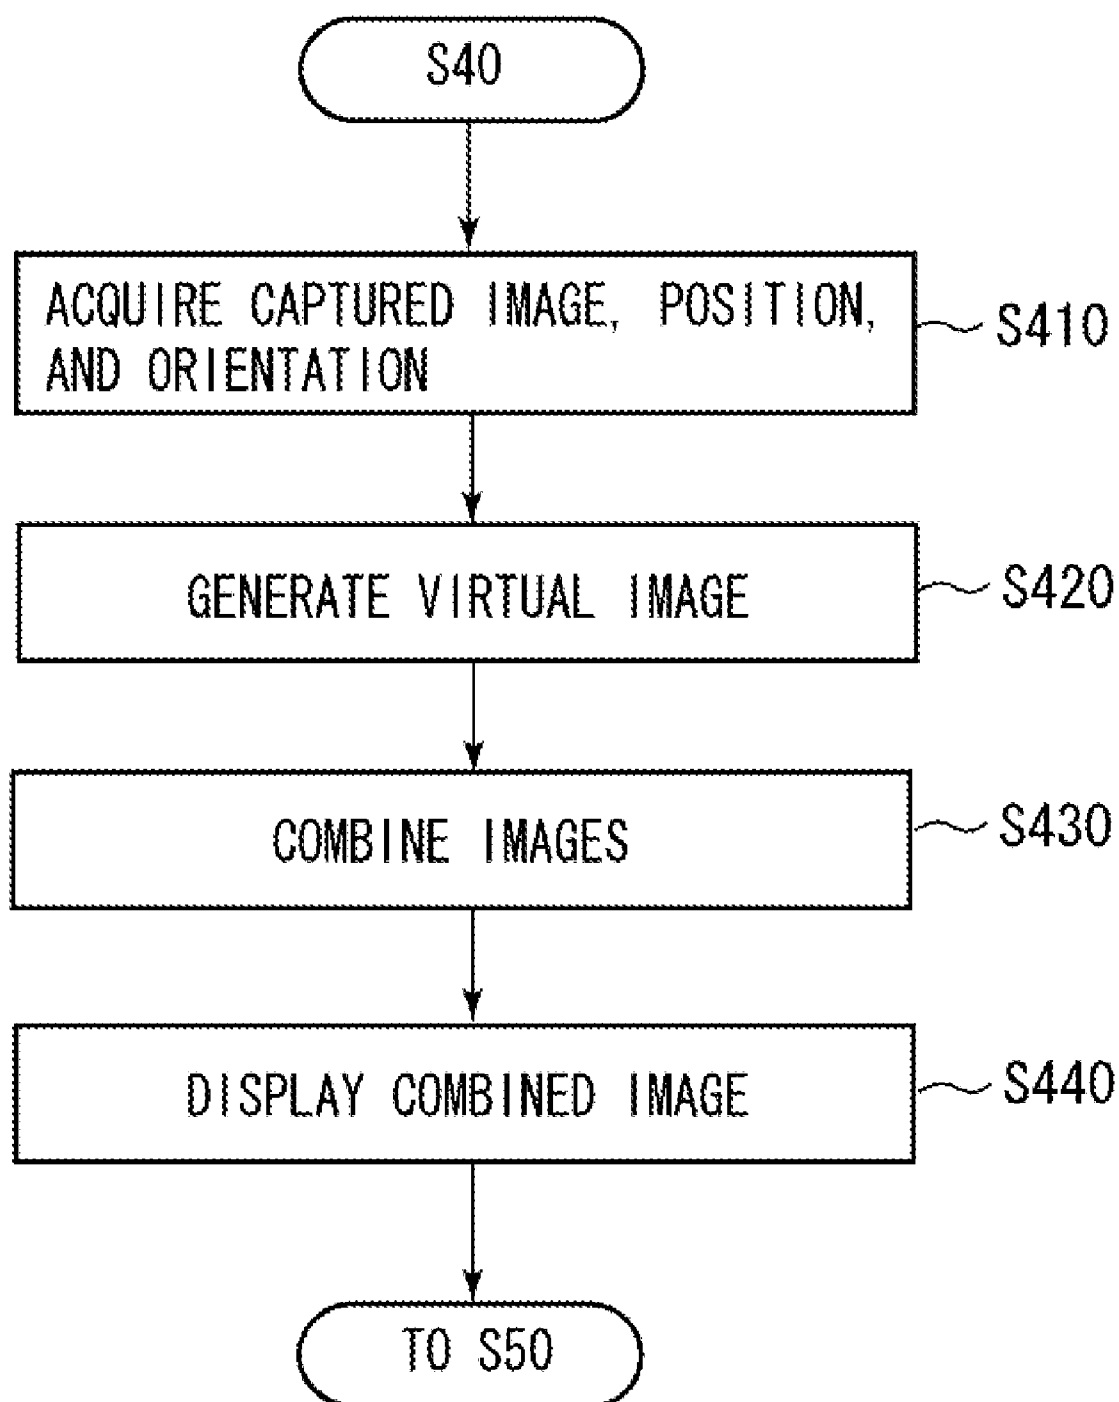 S40
ACQUIRE CAPTURED IMAGE, POSITION,
AND ORIENTATION
S410
GENERATE VIRTUAL IMAGE
S420
COMBINE IMAGES
S430
DISPLAY COMBINED IMAGE
S440
TO S50